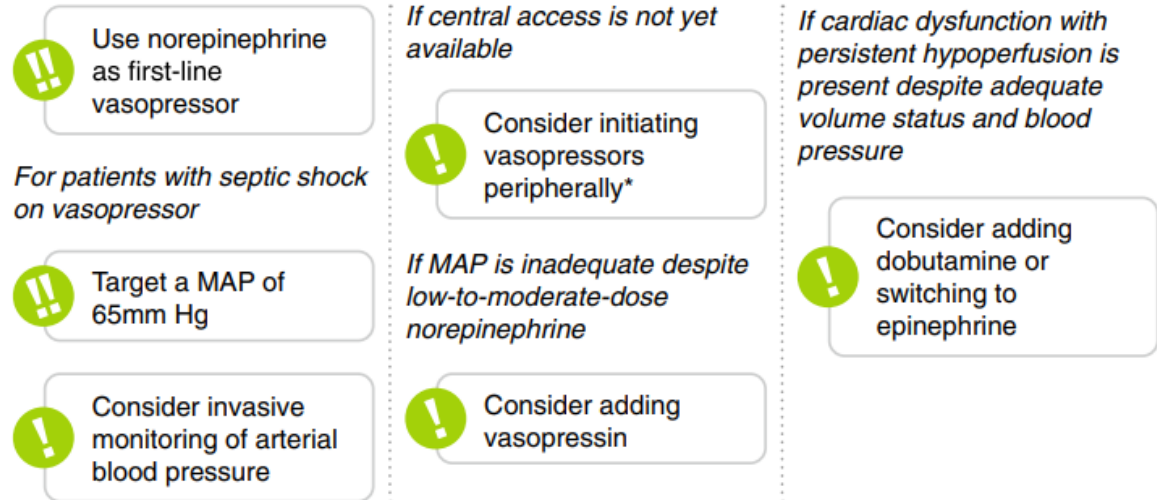 Use norepinephrine
as first-line
vasopressor
For patients with septic shock
on vasopressor
Target a MAP of
65mm Hg
Consider invasive
monitoring of arterial
blood pressure
If central access is not yet
available
Consider initiating
vasopressors
peripherally*
If MAP is inadequate despite
low-to-moderate-dose
norepinephrine
Consider adding
vasopressin
If cardiac dysfunction with
persistent hypoperfusion is
present despite adequate
volume status and blood
pressure
Consider adding
dobutamine or
switching to
epinephrine